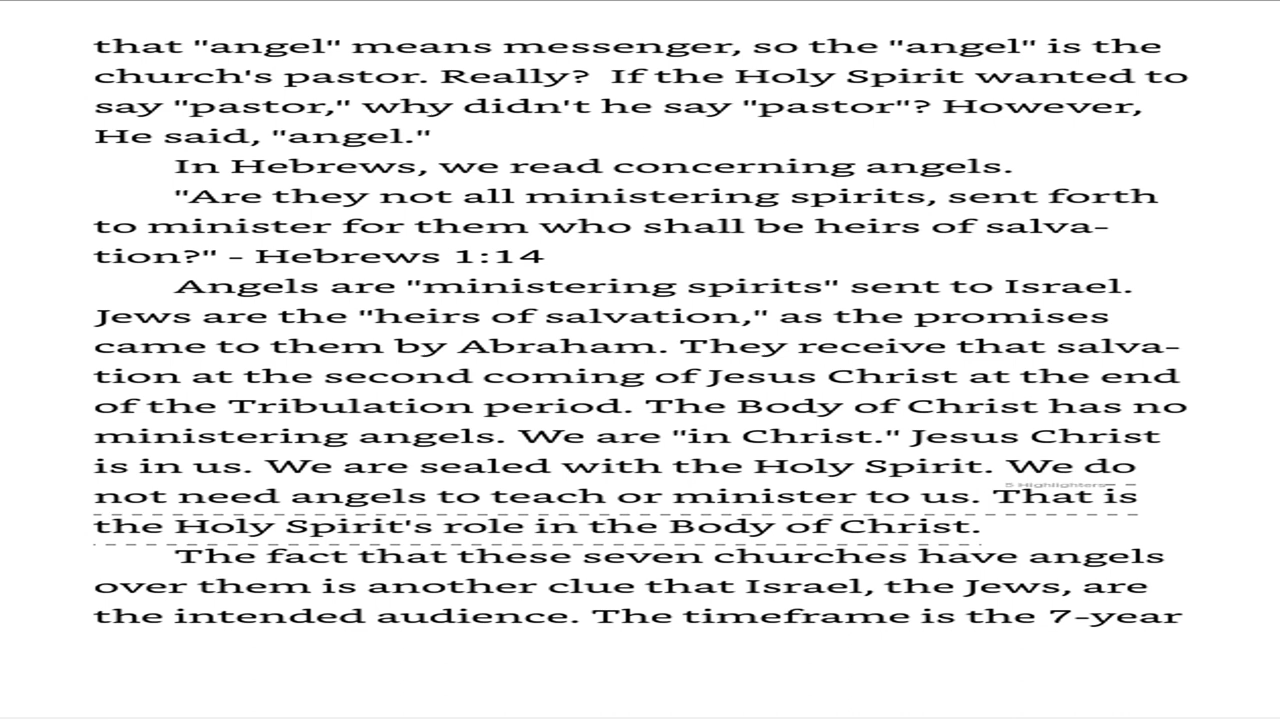 that "angel" means messenger, so the "angel" is the
church's pastor. Really?  If the Holy Spirit wanted to
say "pastor," why didn't he say "pastor"? However,
He said, "angel."
In Hebrews, we read concerning angels.
"Are they not all ministering spirits, sent forth
to minister for them who shall be heirs of salva-
tion?" - Hebrews 1:14
Angels are "ministering spirits" sent to Israel.
Jews are the "heirs of salvation," as the promises
came to them by Abraham. They receive that salva-
tion at the second coming of Jesus Christ at the end
of the Tribulation period. The Body of Christ has no
ministering angels. We are "in Christ." Jesus Christ
is in us. We are sealed with the Holy Spirit. We do
5 Highlighters
not need angels to teach or minister to us. That is
the Holy Spirit's role in the Body of Christ.
The fact that these seven churches have angels
over them is another clue that Israel, the Jews, are
the intended audience. The timeframe is the 7-year